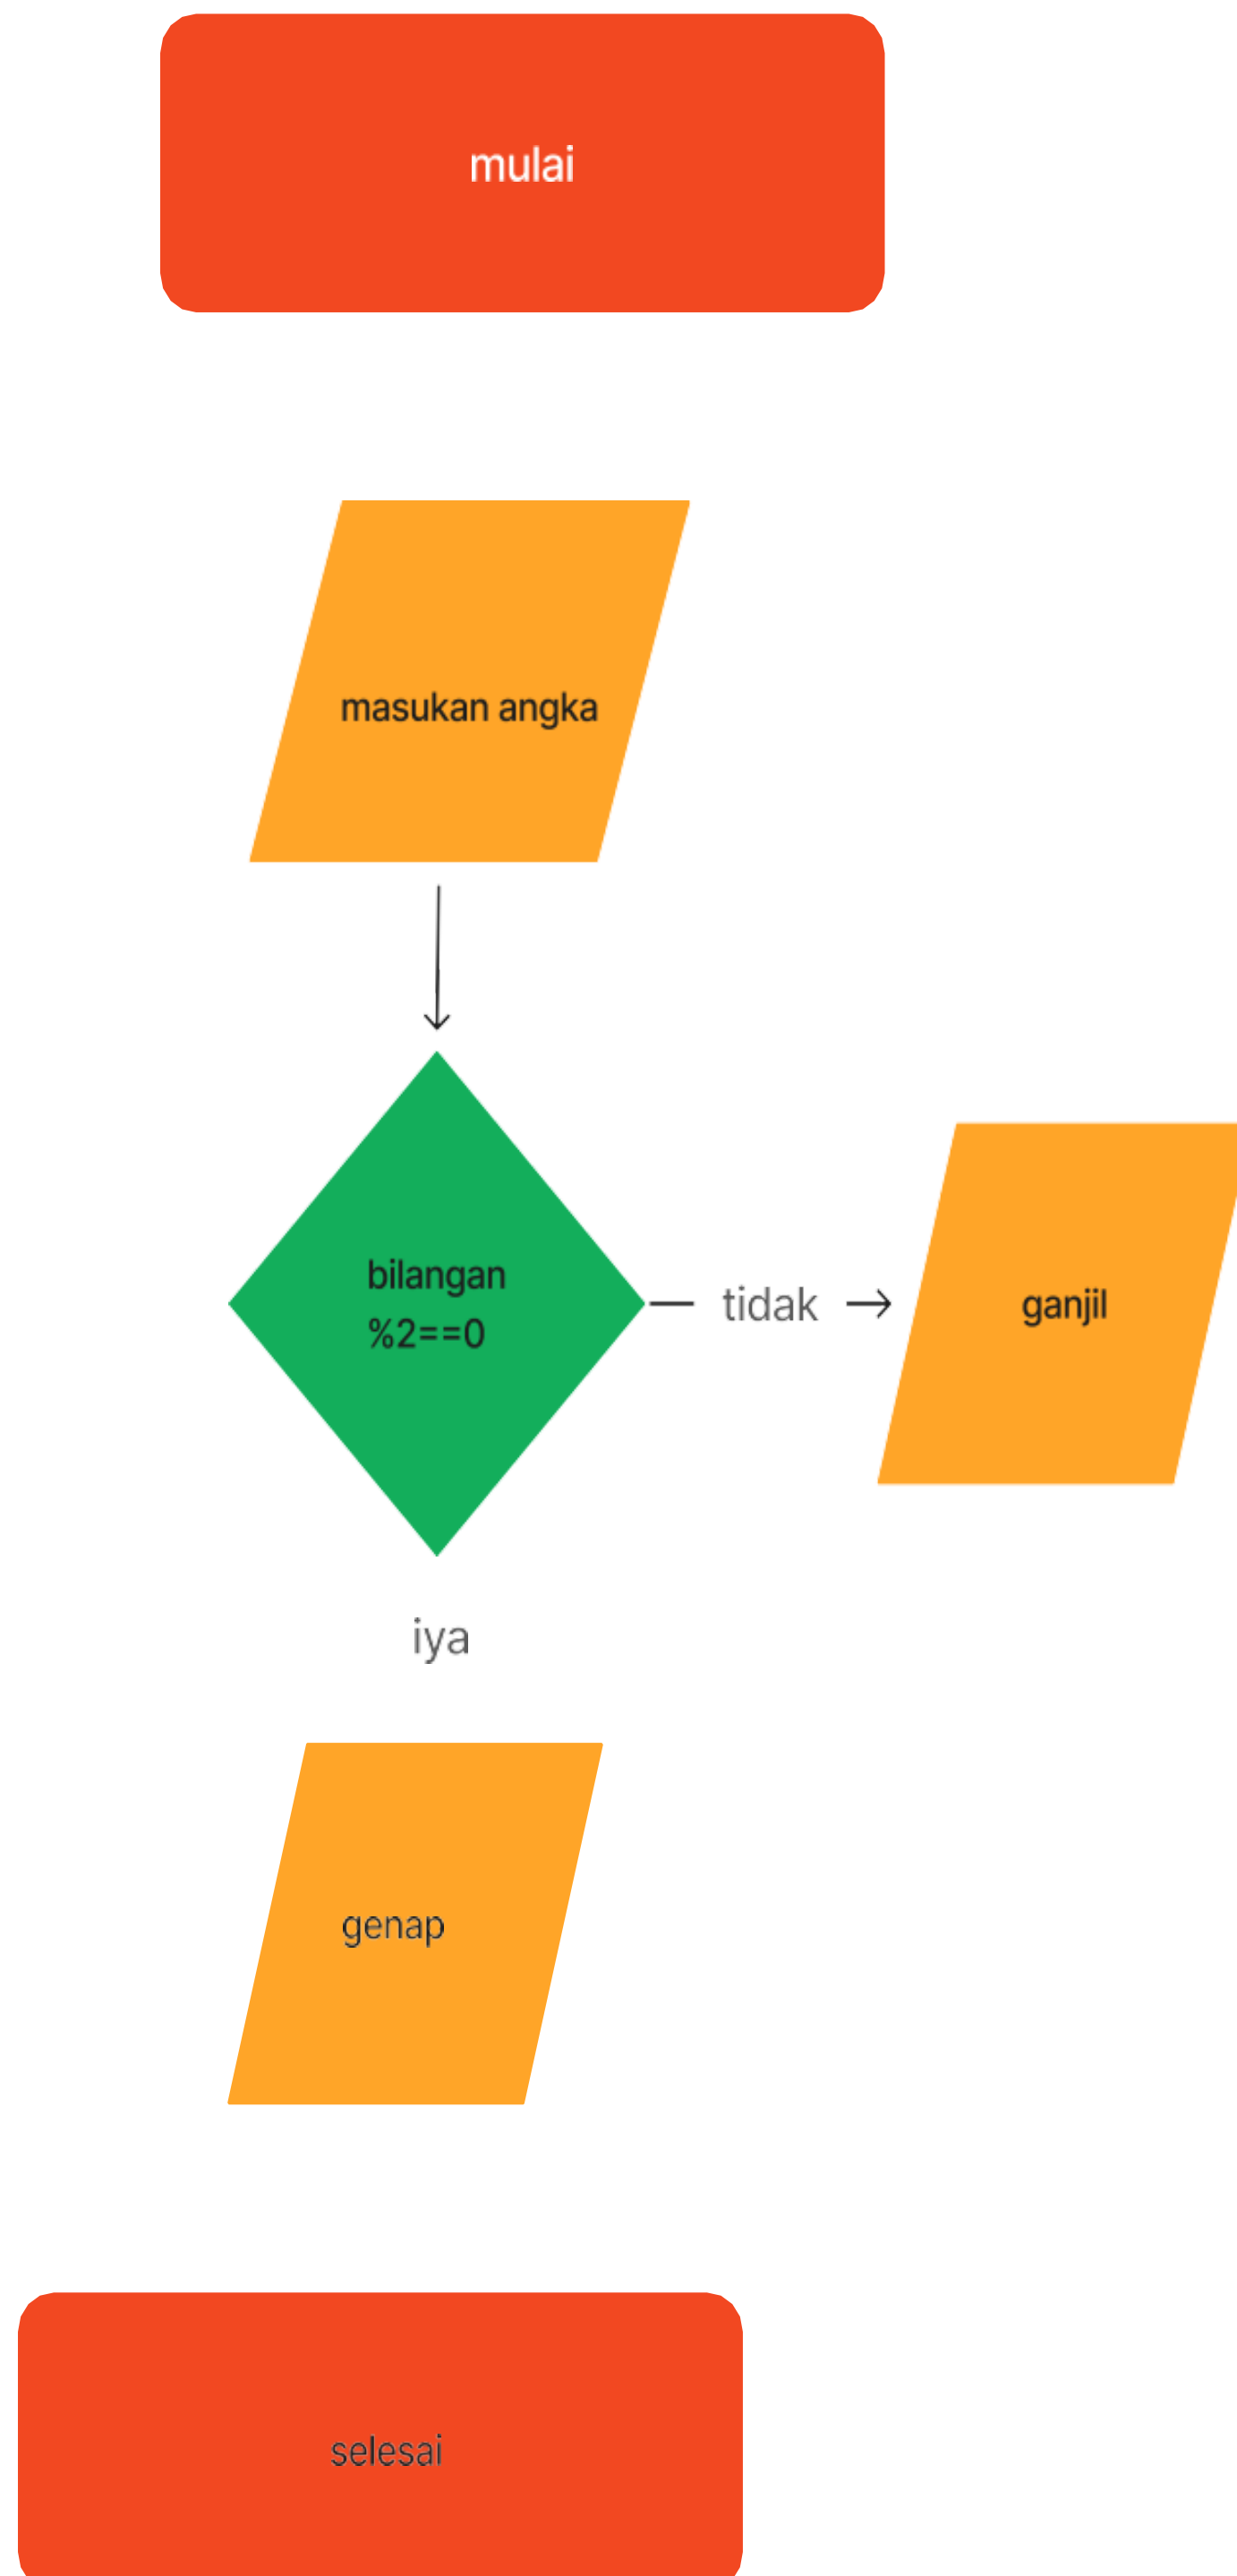 mulai
masukan angka
bilangan
%2==0
tidak
ganjil
iya
genap
selesai